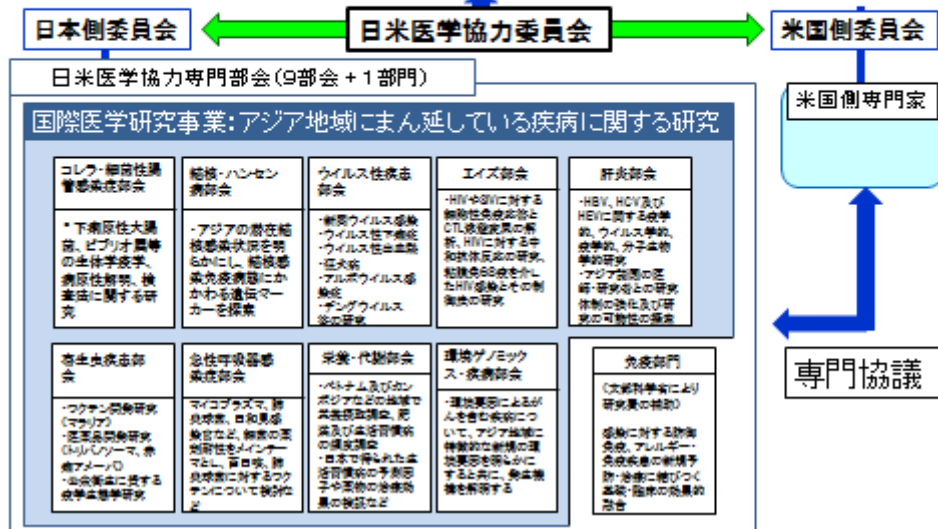 日本側委員会
日米医学協力委員会
米国側委員会
日米医学協力専門部会(9部会+1部門)
米国側専門家
国際医学研究事業:アジア地域にまん延している疾病に関する研究
コレラ・細菌性腸
管感染症部会
・下痢原性大腸
菌、ビブリオ属等
の生体学疫学、
病原性解明、検
査法に関する研
究
結核・ハンセン
病部会
・アジアの潜在結
核感染状況を明
らかにし、結核感
染免疫病態にか
かわる遺伝マー
カーを探索
ウイルス性疾患
部会
・新興ウイルス感染
・ウイルス性下痢症
・ウイルス性出血熱
・狂犬病
・アルボウイルス感
染症
・デングウイルス
等の研究
エイズ部会
・HIVやSIVに対する
細胞性免疫応答と
CTL逃避変異の解
析、HIVに対する中
和抗体反応の研究、
粘膜免疫を介し
たHIV感染とその制
御法の研究
肝炎部会
・HBV、HCV及び
HEVに関する疫学
的、ウイルス学的、
疫学的、分子生物
学的研究
・アジア諸国の医
師・研究者との研究
体制の強化及び研
究の可能性の探索
寄生虫疾患部
会
・ワクチン開発研究
(マラリア)
・医薬品開発研究
(トリパノソーマ、赤
痢アメーバ)
・公衆衛生に資する
疫学生態学研究
急性呼吸器感
染症部会
マイコプラズマ、肺
炎球菌、日和見感
染菌など、細菌の薬
剤耐性をメインテー
マとし、百日咳、肺
炎球菌に対するワク
チンについて検討な
ど
栄養・代謝部会
・ベトナム及びカン
ボジアなどの地域で
栄養摂取調査、肥
満及び生活習慣病
の頻度調査
・日本で得られた生
活習慣病の予測因
子や薬物の治療効
果の検証など
環境ゲノミック
ス・疾病部会
・環境要因によるが
んを含む疾病につ
いて、アジア地域に
特徴的な新規の環
境要因を明らかに
すると共に、発生機
構を解明する
免疫部門
(文部科学省により
研究費の補助)
感染に対する防御
免疫、アレルギー・
免疫疾患の新規予
防・治療に結びつく
基礎・臨床の効果的
融合
専門協議